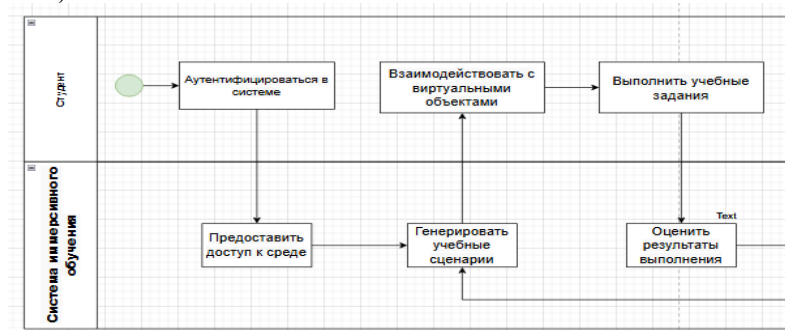 Студент
Аутентифицироваться в
системе
Взаимодействовать с
виртуальными
объектами
Выполнить учебные
задания
Система иммерсивного
обучения
Предоставить
доступ к среде
Генерировать
учебные
сценарии
Text
Оценить
результаты
выполнения